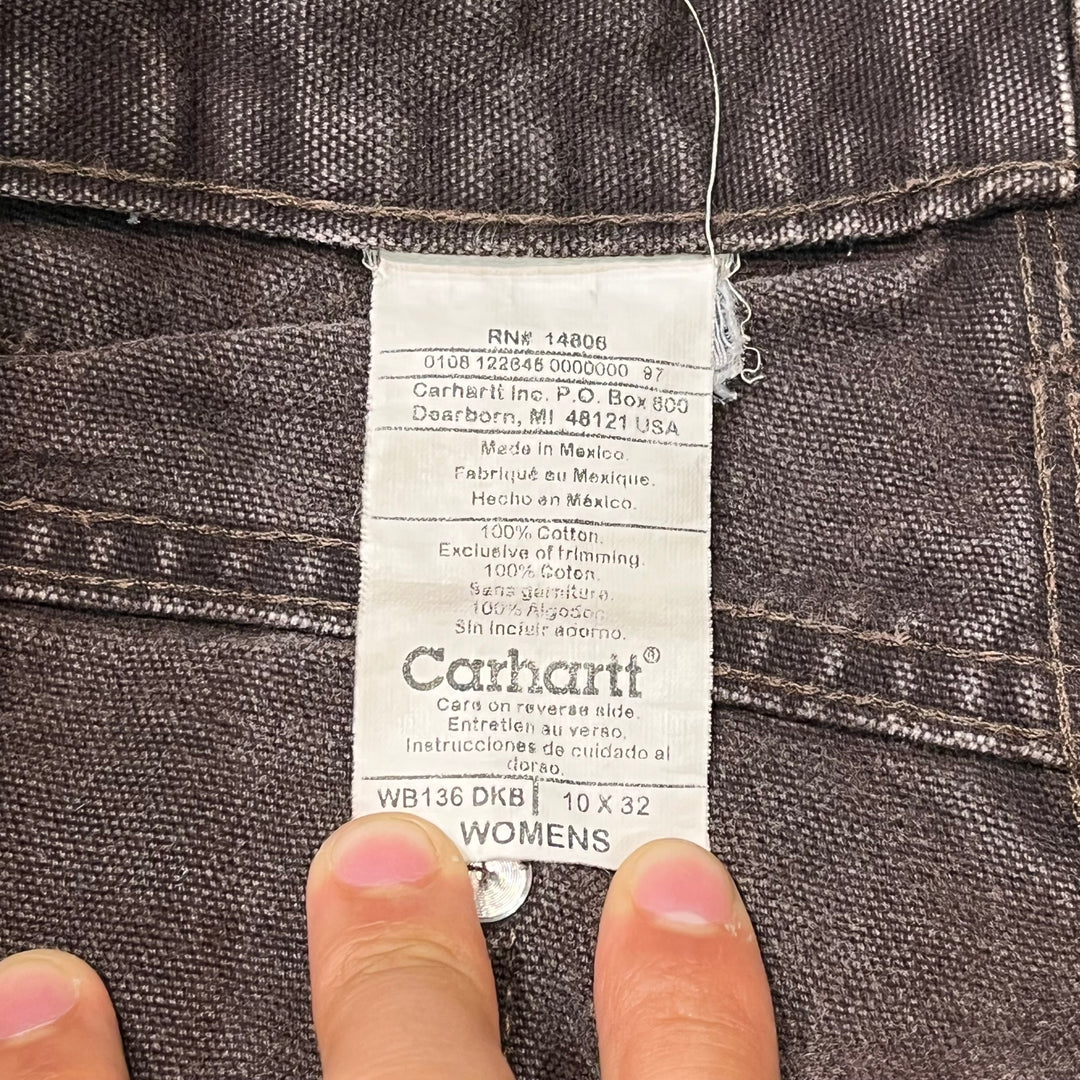 RN# 14806
0108 122646 0000000 97
Carhartt Inc. P.O. Box 800
Dearborn, MI 48121 USA
Made in Mexico.
Fabriqué au Mexique.
Hecho en México.
100% Cotton.
Exclusive of trimming.
100% Coton.
Sans garniture.
100% Algodon
Sin incluir adorno.
Carhartt®
Care on reverse side.
Entretien au verso.
Instrucciones de cuidado al
dorso.
WB136 DKB 10 X 32
WOMENS